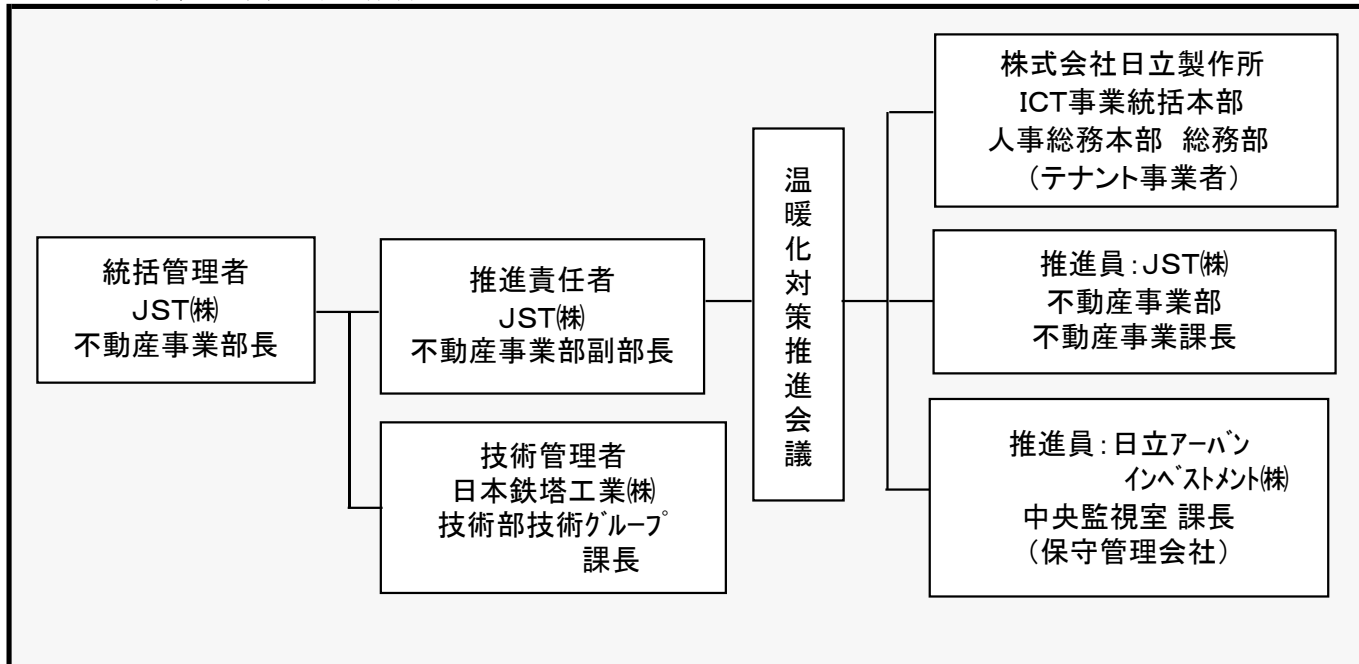 統括管理者
JST㈱
不動産事業部長
推進責任者
JST㈱
不動産事業部副部長
技術管理者
日本鉄塔工業㈱
技術部技術ｸﾞﾙｰﾌﾟ
課長
温暖化対策推進会議
株式会社日立製作所
ICT事業統括本部
人事総務本部 総務部
（テナント事業者）
推進員：JST㈱
不動産事業部
不動産事業課長
推進員：日立ｱｰﾊﾞﾝ
ｲﾝﾍﾞｽﾄﾒﾝﾄ㈱
中央監視室 課長
（保守管理会社）